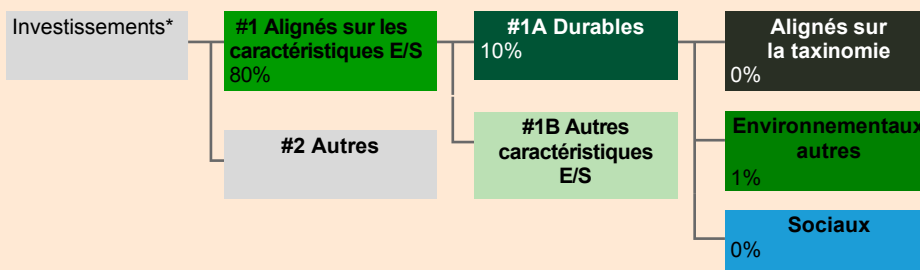 Investissements*
#1 Alignés sur les
caractéristiques E/S
80%
#1A Durables
10%
Alignés sur
la taxinomie
0%
#2 Autres
#1B Autres
caractéristiques
E/S
Environnementaux
autres
1%
Sociaux
0%